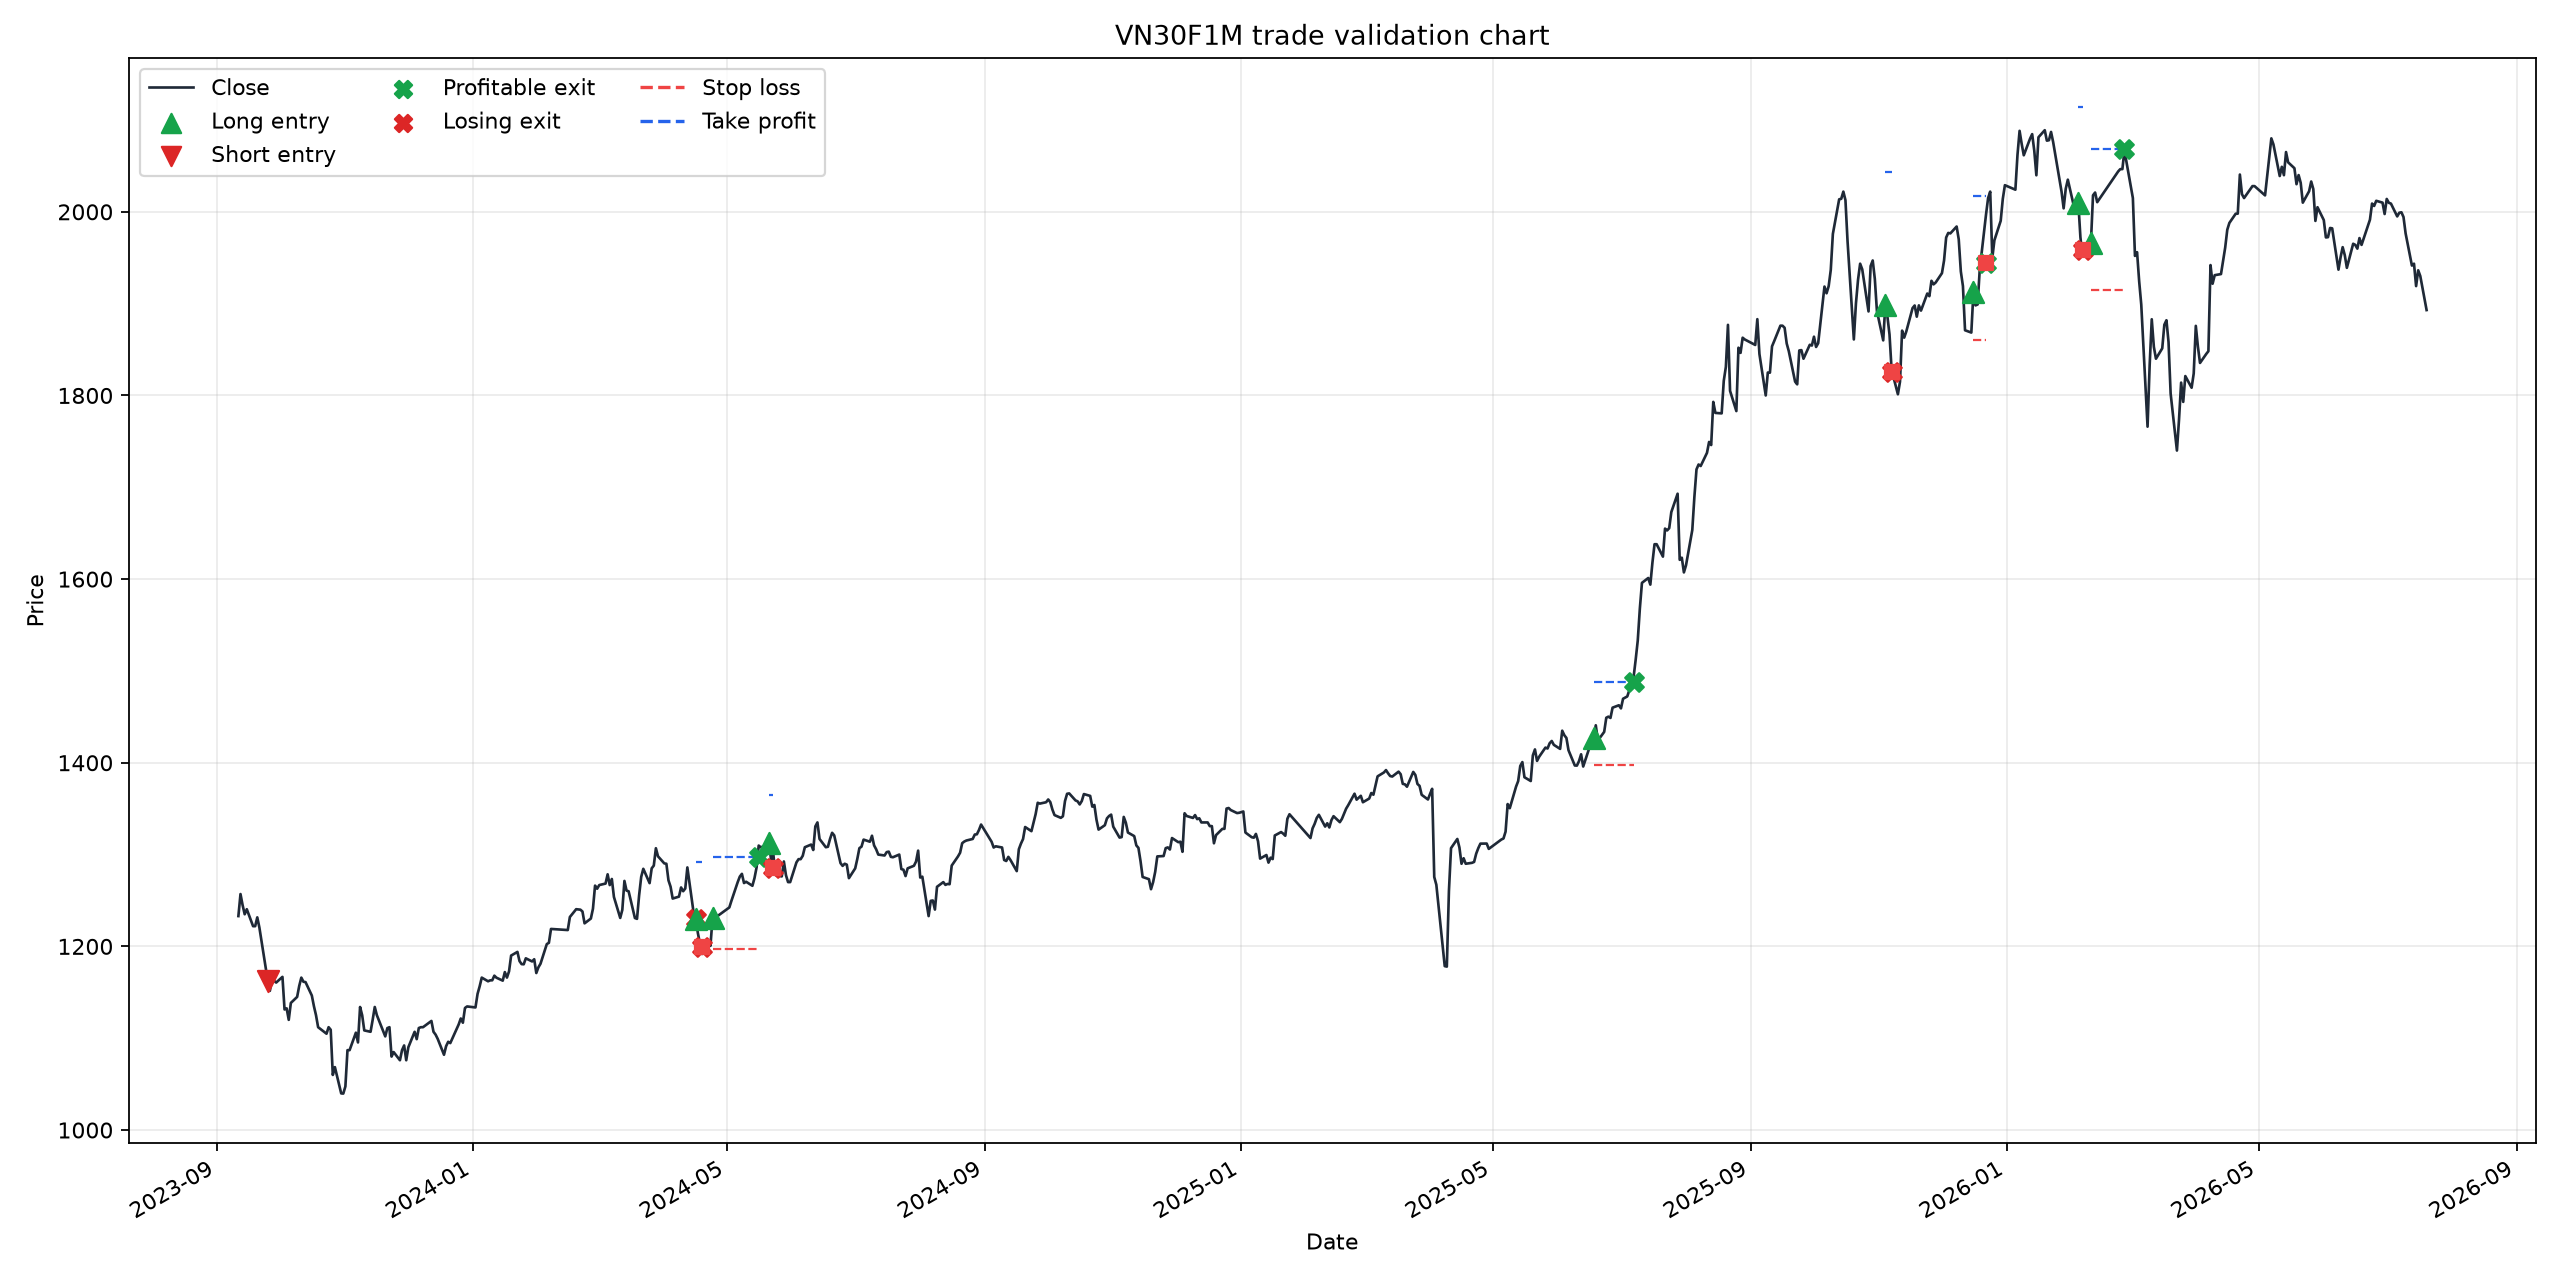 VN30F1M trade validation chart
Close
Long entry
Short entry
Profitable exit
Losing exit
Stop loss
Take profit
Price
2000
1800
1600
1400
1200
1000
2023-09
2024-01
2024-05
2024-09
2025-01
2025-05
2025-09
2026-01
2026-05
2026-09
Date